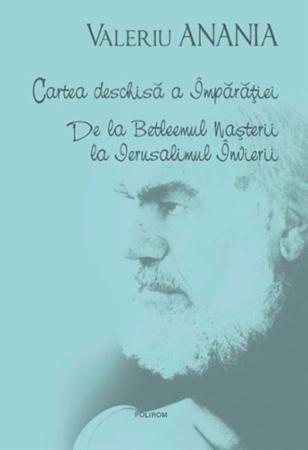 VALERIU ANANIA
Cartea deschisă a Împărăţiei
De la Betleemul Naşterii
la Ierusalimul Învierii
POLIROM